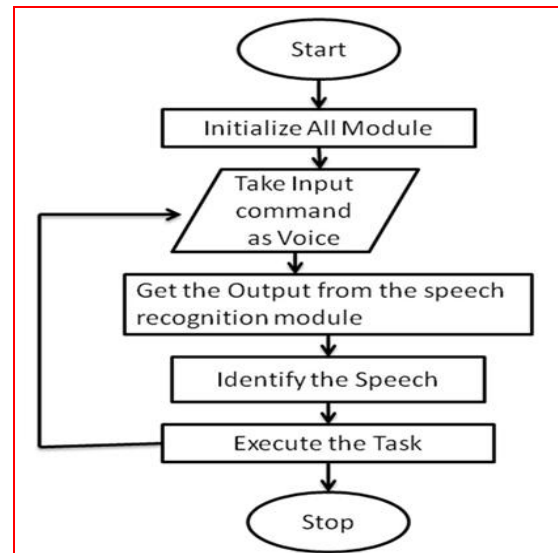 Start
Initialize All Module
Take Input
command
as Voice
Get the Output from the speech
recognition module
Identify the Speech
Execute the Task
Stop